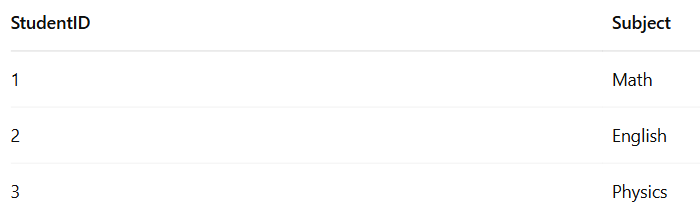 StudentID Subject
1 Math
2 English
3 Physics